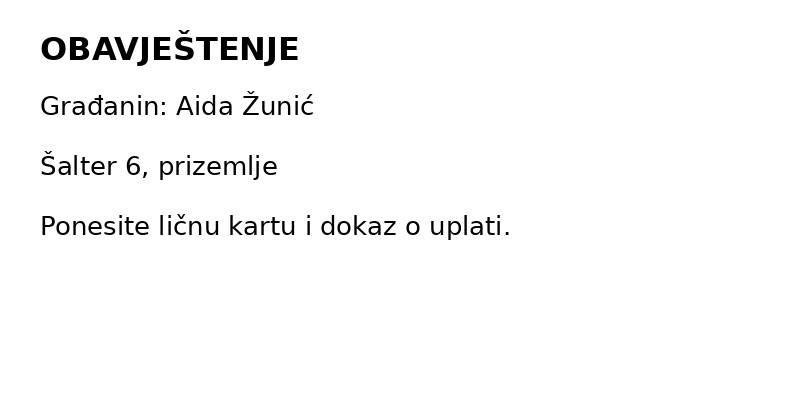 OBAVJEŠTENJE
Građanin: Aida Žunić
Šalter 6, prizemlje
Ponesite ličnu kartu i dokaz o uplati.